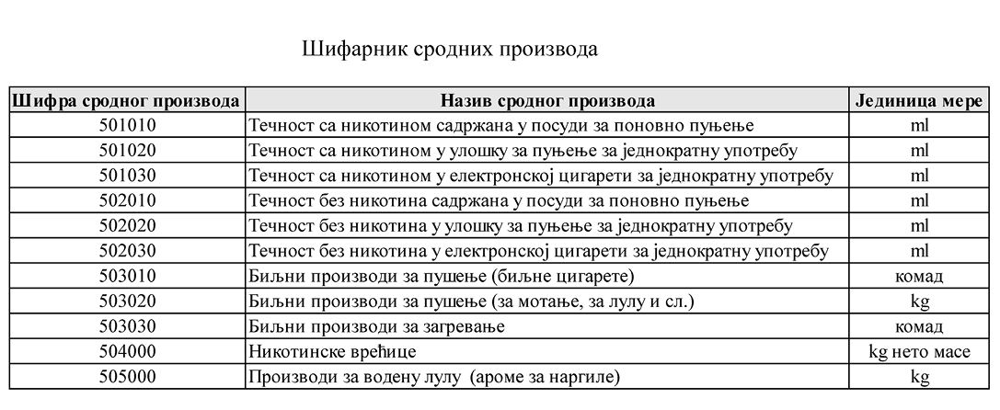 Шифарник сродних производа
Шифра сродног производа Назив сродног производа Јединица мере
501010 Течност са никотином садржана у посуди за поновно пуњење ml
501020 Течност са никотином у улошку за пуњење за једнократну употребу ml
501030 Течност са никотином у електронској цигарети за једнократну употребу ml
502010 Течност без никотина садржана у посуди за поновно пуњење ml
502020 Течност без никотина у улошку за пуњење за једнократну употребу ml
502030 Течност без никотина у електронској цигарети за једнократну употребу ml
503010 Биљни производи за пушење (биљне цигарете) комад
503020 Биљни производи за пушење (за мотање, за лулу и сл.) kg
503030 Биљни производи за загревање комад
504000 Никотинске врећице kg нето масе
505000 Производи за водену лулу (ароме за наргиле) kg